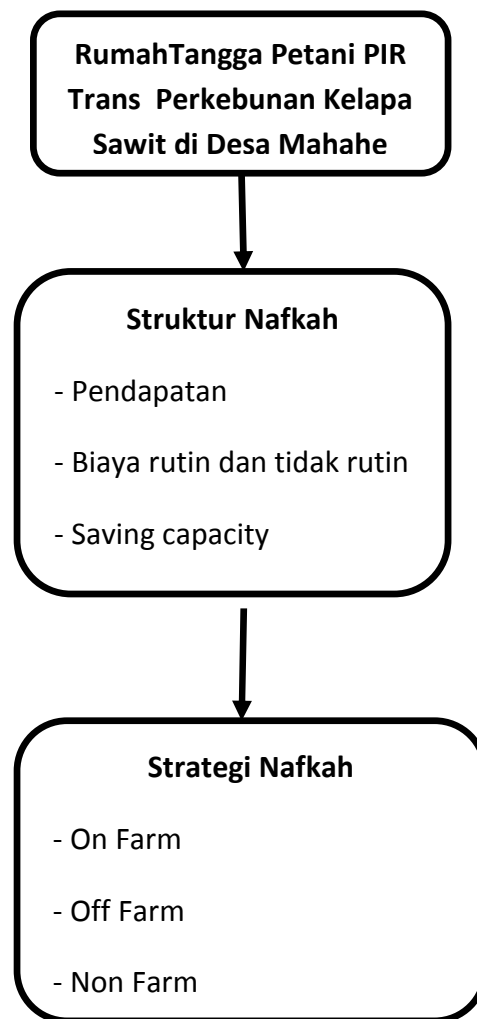 RumahTangga Petani PIR
Trans Perkebunan Kelapa
Sawit di Desa Mahahe
Struktur Nafkah
- Pendapatan
- Biaya rutin dan tidak rutin
- Saving capacity
Strategi Nafkah
- On Farm
- Off Farm
- Non Farm